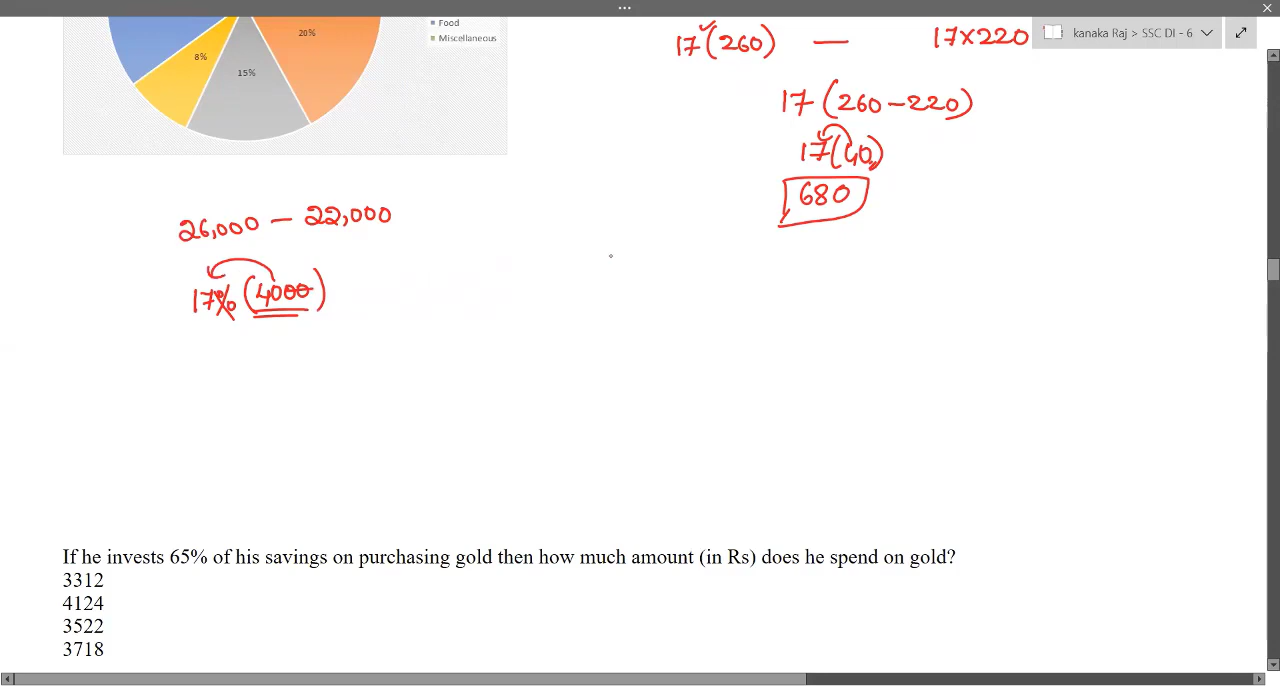 ...
Food
Miscellaneous
20%
8%
15%
17(260) — 17×220
kanaka Raj > SSC DI - 6
17(260-220)
17(40)
680
26,000 - 22,000
17% (4000)
If he invests 65% of his savings on purchasing gold then how much amount (in Rs) does he spend on gold?
3312
4124
3522
3718